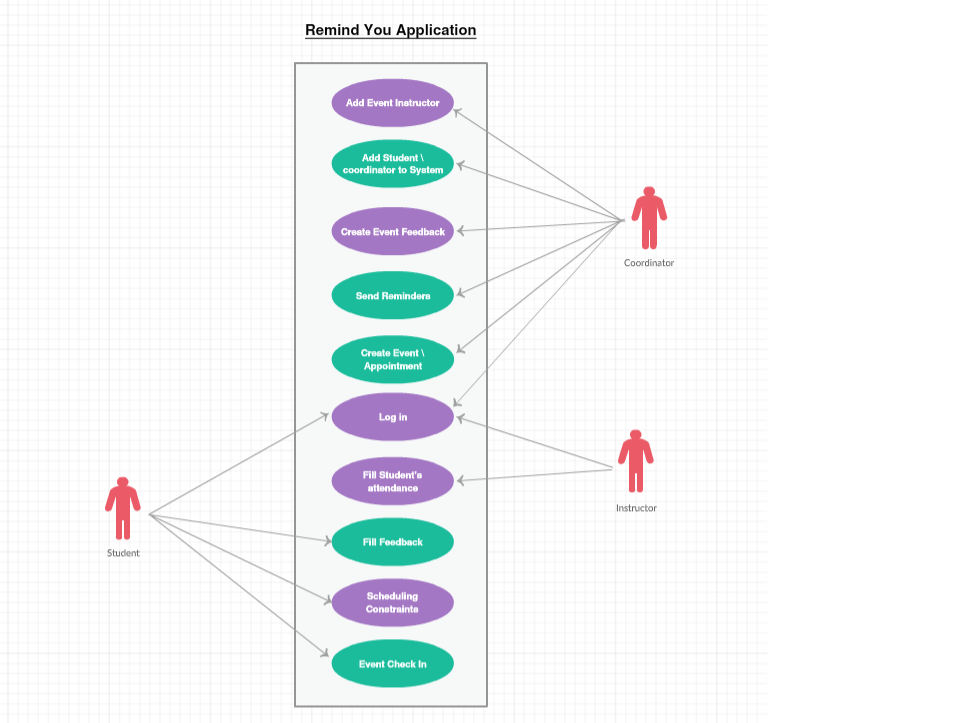 Remind You Application
Add Event Instructor
Add Student \
coordinator to System
Create Event Feedback
Send Reminders
Create Event \
Appointment
Log in
Fill Student's
attendance
Fill Feedback
Scheduling
Constraints
Event Check In
Coordinator
Instructor
Student